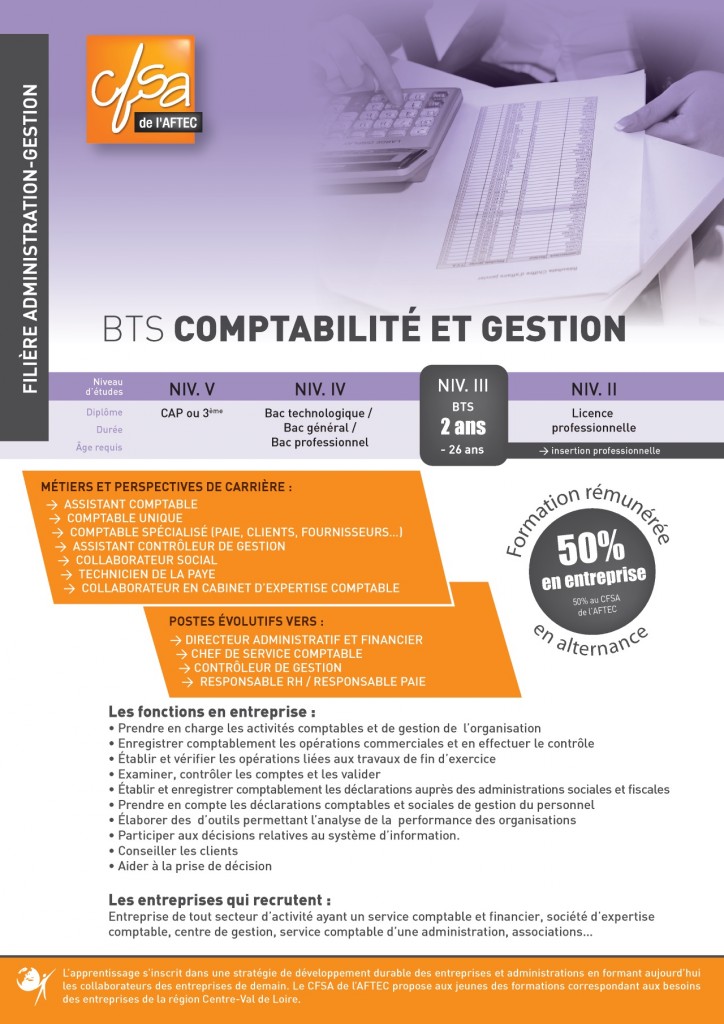 cfsa
de l'AFTEC
FILIÈRE ADMINISTRATION-GESTION
BTS COMPTABILITÉ ET GESTION
Niveau d'études
NIV. V
NIV. IV
NIV. III
NIV. II
Diplôme
Durée
Âge requis
CAP ou 3ème
Bac technologique /
Bac général /
Bac professionnel
BTS
2 ans
- 26 ans
Licence
professionnelle
→ insertion professionnelle
MÉTIERS ET PERSPECTIVES DE CARRIÈRE :
→ ASSISTANT COMPTABLE
→ COMPTABLE UNIQUE
→ COMPTABLE SPÉCIALISÉ (PAIE, CLIENTS, FOURNISSEURS...)
→ ASSISTANT CONTRÔLEUR DE GESTION
→ COLLABORATEUR SOCIAL
→ TECHNICIEN DE LA PAYE
→ COLLABORATEUR EN CABINET D'EXPERTISE COMPTABLE
Formation rémunérée
50%
en entreprise
50% au CFSA
de l'AFTEC
en alternance
POSTES ÉVOLUTIFS VERS :
→ DIRECTEUR ADMINISTRATIF ET FINANCIER
→ CHEF DE SERVICE COMPTABLE
→ CONTRÔLEUR DE GESTION
→ RESPONSABLE RH / RESPONSABLE PAIE
Les fonctions en entreprise :
• Prendre en charge les activités comptables et de gestion de l'organisation
• Enregistrer comptablement les opérations commerciales et en effectuer le contrôle
• Établir et vérifier les opérations liées aux travaux de fin d'exercice
• Examiner, contrôler les comptes et les valider
• Établir et enregistrer comptablement les déclarations auprès des administrations sociales et fiscales
• Prendre en compte les déclarations comptables et sociales de gestion du personnel
• Élaborer des d'outils permettant l'analyse de la performance des organisations
• Participer aux décisions relatives au système d'information.
• Conseiller les clients
• Aider à la prise de décision
Les entreprises qui recrutent :
Entreprise de tout secteur d'activité ayant un service comptable et financier, société d'expertise
comptable, centre de gestion, service comptable d'une administration, associations...
L'apprentissage s'inscrit dans une stratégie de développement durable des entreprises et administrations en formant aujourd'hui
les collaborateurs des entreprises de demain. Le CFSA de l'AFTEC propose aux jeunes des formations correspondant aux besoins
des entreprises de la région Centre-Val de Loire.